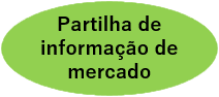 Partilha de
informação de
mercado